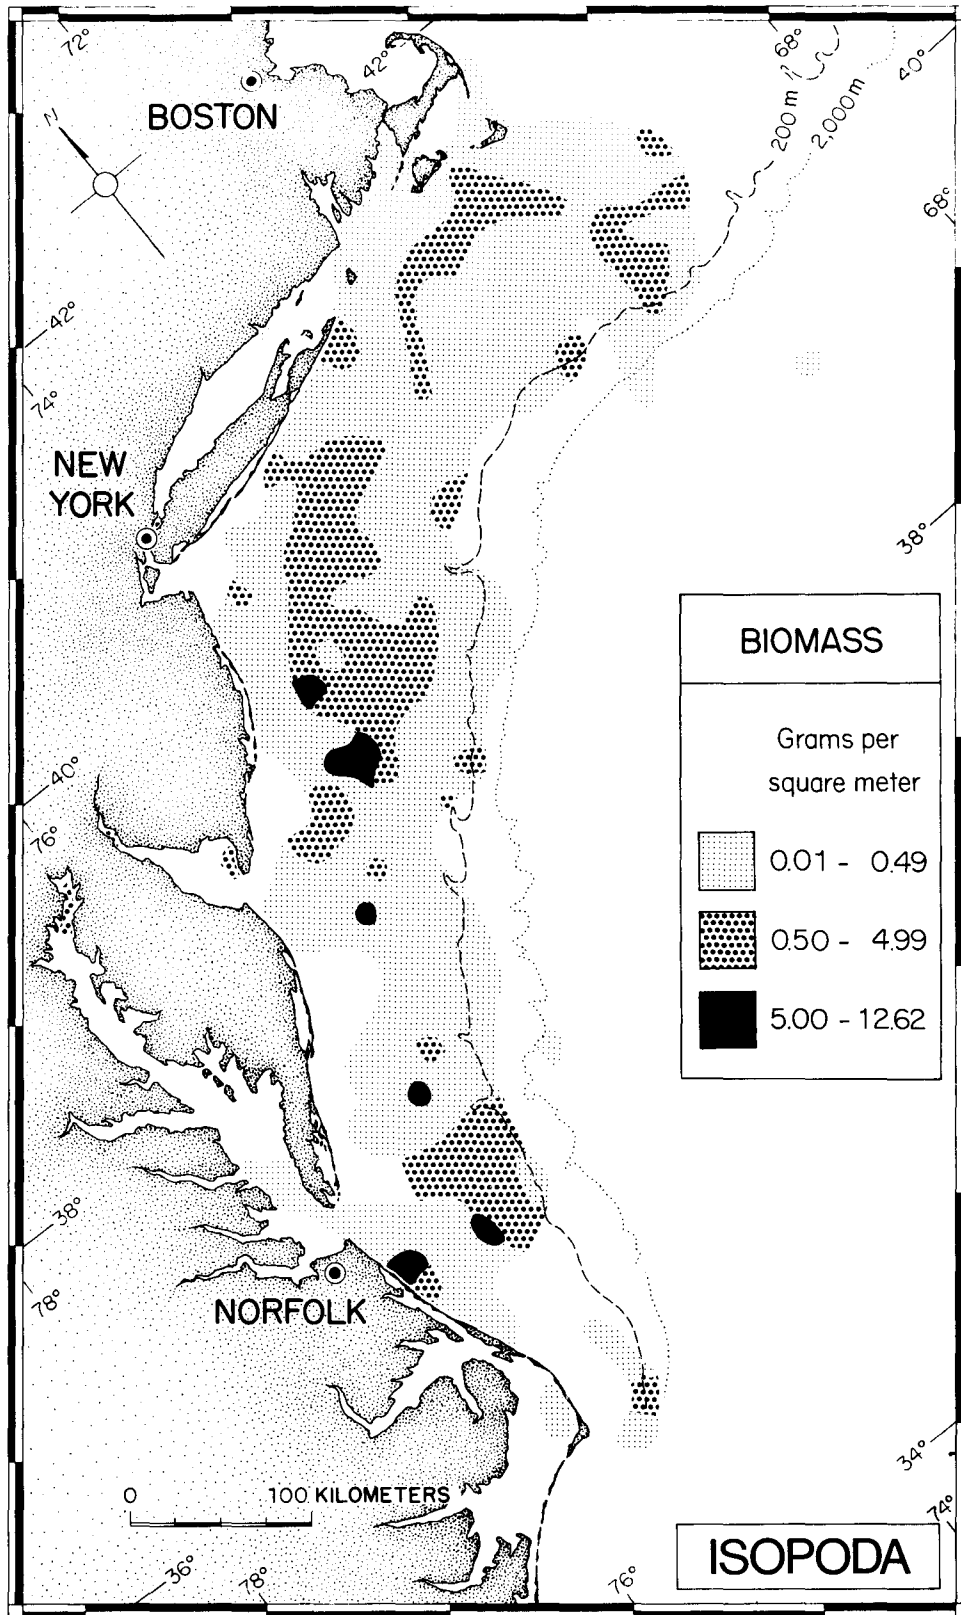 72°
42°
68°
40°
200 m
2,000 m
BOSTON
N
68°
42°
74°
NEW
YORK
38°
BIOMASS
Grams per
square meter
0.01 - 0.49
0.50 - 4.99
5.00 - 12.62
40°
76°
38°
78°
NORFOLK
34°
74°
0 100 KILOMETERS
ISOPODA
36°
78°
76°